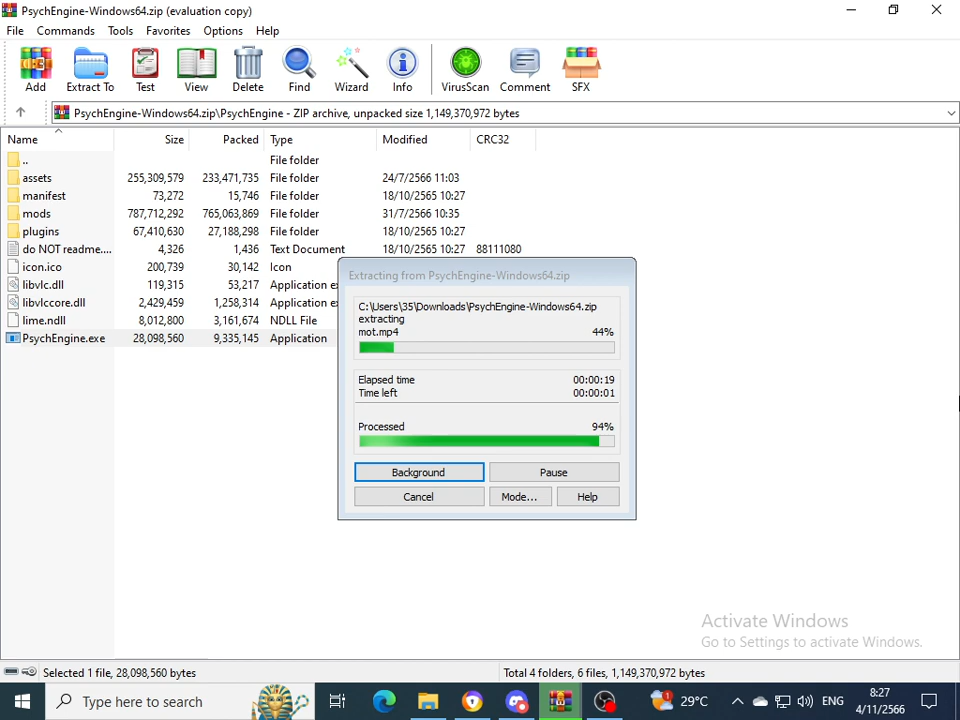 PsychEngine-Windows64.zip (evaluation copy)
File Commands Tools Favorites Options Help
Add Extract To Test View Delete Find Wizard Info VirusScan Comment SFX
PsychEngine-Windows64.zip\PsychEngine - ZIP archive, unpacked size 1,149,370,972 bytes
Name Size Packed Type Modified CRC32
.. File folder
assets 255,309,579 233,471,735 File folder 24/7/2566 11:03
manifest 73,272 15,746 File folder 18/10/2565 10:27
mods 787,712,292 765,063,869 File folder 31/7/2566 10:35
plugins 67,410,630 27,188,298 File folder 18/10/2565 10:27
do NOT readme.... 4,326 1,436 Text Document 18/10/2565 10:27 88111080
icon.ico 200,739 30,142 Icon
libvlc.dll 119,315 53,217 Application ex
libvlccore.dll 2,429,459 1,258,314 Application ex
lime.ndll 8,012,800 3,161,674 NDLL File
PsychEngine.exe 28,098,560 9,335,145 Application
Extracting from PsychEngine-Windows64.zip
C:\Users\35\Downloads\PsychEngine-Windows64.zip
extracting
mot.mp4 44%
Elapsed time 00:00:19
Time left 00:00:01
Processed 94%
Background Pause
Cancel Mode... Help
Activate Windows
Go to Settings to activate Windows.
Selected 1 file, 28,098,560 bytes Total 4 folders, 6 files, 1,149,370,972 bytes
Type here to search 1 29°C ENG 8:27
4/11/2566